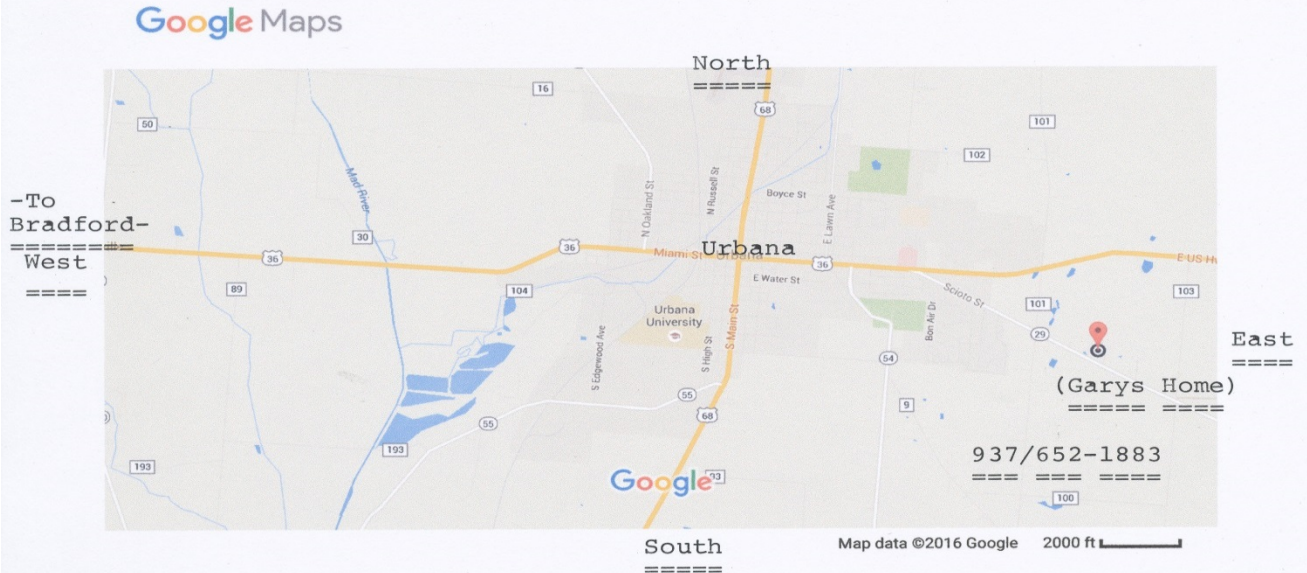 Google Maps
North
=====
68
16
50
101
102
Mad River
N Oakland St
N Russell St
Boyce St
E Lawn Ave
-To
Bradford-
========
West
====
30
36
36
Miami St
Urbana
Urbana
36
E US H
89
104
E Water St
Scioto St
101
103
Urbana
University
S Main St
S High St
S Edgewood Ave
Bon Air Dr
29
East
====
54
(Garys Home)
===== ====
55
68
9
55
193
193
937/652-1883
=== === ====
Google
100
South
=====
Map data ©2016 Google 2000 ft